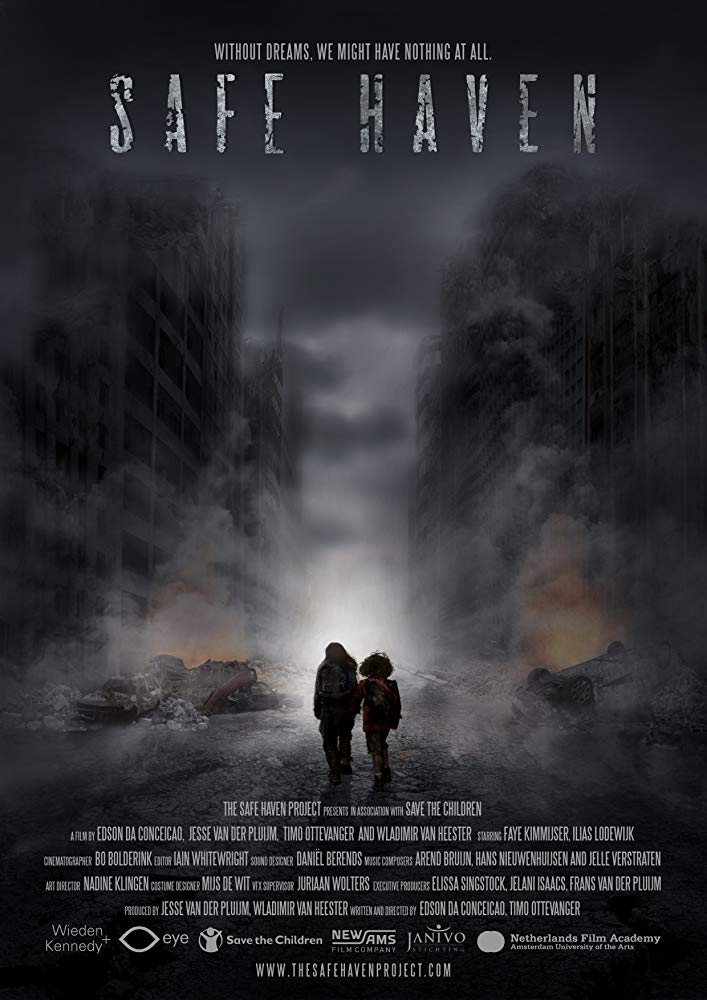 WITHOUT DREAMS, WE MIGHT HAVE NOTHING AT ALL.
SAFE HAVEN
THE SAFE HAVEN PROJECT PRESENTS IN ASSOCIATION WITH SAVE THE CHILDREN
A FILM BY EDSON DA CONCEICAO, JESSE VAN DER PLUIJM, TIMO OTTEVANGER AND WLADIMIR VAN HEESTER STARRING FAYE KIMMIJSER, ILIAS LODEWIJK
CINEMATOGRAPHER BO BOLDERINK EDITOR IAIN WHITEWRIGHT SOUND DESIGNER DANIËL BERENDS MUSIC COMPOSERS AREND BRUIJN, HANS NIEUWENHUIJSEN AND JELLE VERSTRATEN
ART DIRECTOR NADINE KLINGEN COSTUME DESIGNER MIJS DE WIT VFX SUPERVISOR JURIAAN WOLTERS EXECUTIVE PRODUCERS ELISSA SINGSTOCK, JELANI ISAACS, FRANS VAN DER PLUIJM
PRODUCED BY JESSE VAN DER PLUIJM, WLADIMIR VAN HEESTER WRITTEN AND DIRECTED BY EDSON DA CONCEICAO, TIMO OTTEVANGER
Wieden+
Kennedy
eye
Save the Children
NEW AMS
FILM COMPANY
JANIVO
STICHTING
Netherlands Film Academy
Amsterdam University of the Arts
WWW.THESAFEHAVENPROJECT.COM